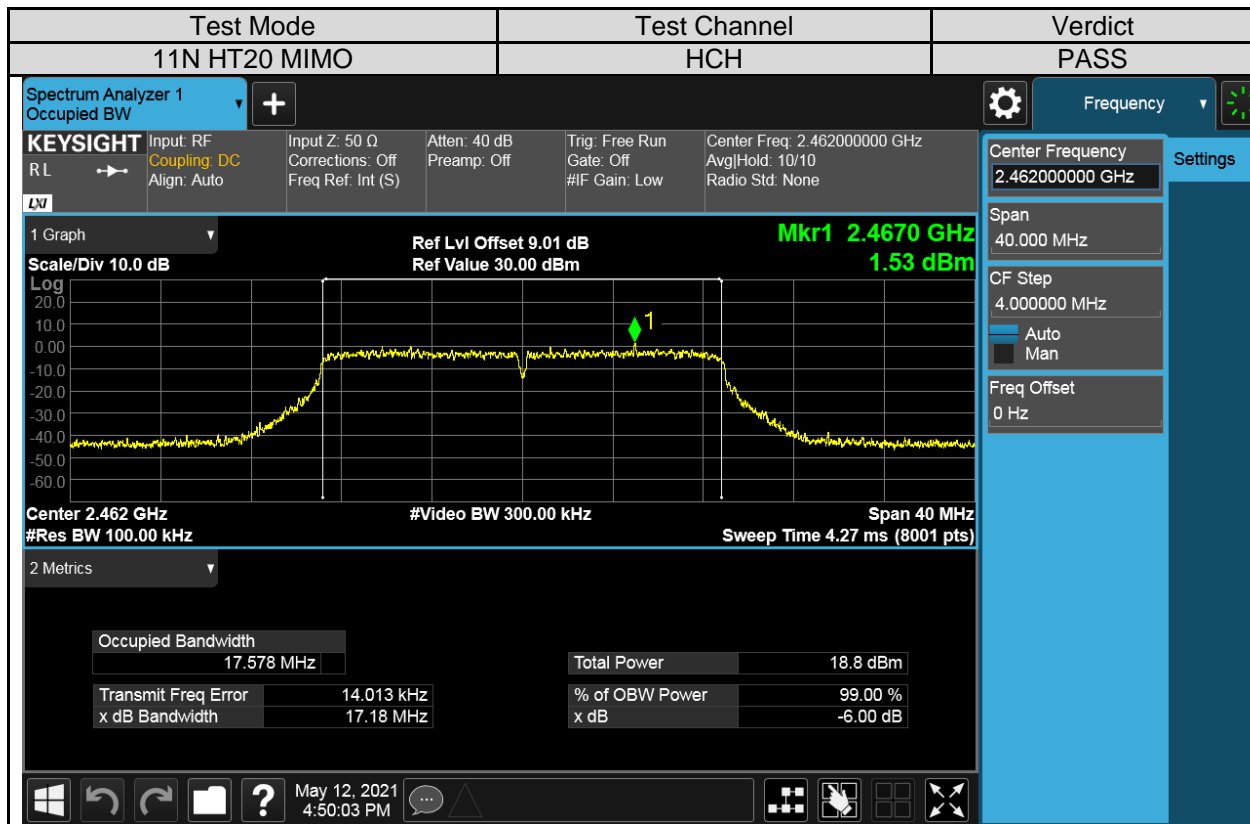 Test Mode Test Channel Verdict
11N HT20 MIMO HCH PASS
Spectrum Analyzer 1
Occupied BW
+
Frequency
KEYSIGHT
RL
LXI
Input: RF
Coupling: DC
Align: Auto
Input Z: 50 Ω
Corrections: Off
Freq Ref: Int (S)
Atten: 40 dB
Preamp: Off
Trig: Free Run
Gate: Off
#IF Gain: Low
Center Freq: 2.462000000 GHz
Avg|Hold: 10/10
Radio Std: None
Center Frequency
2.462000000 GHz
Settings
Span
40.000 MHz
CF Step
4.000000 MHz
Auto
Man
Freq Offset
0 Hz
1 Graph
Scale/Div 10.0 dB
Ref Lvl Offset 9.01 dB
Ref Value 30.00 dBm
Mkr1 2.4670 GHz
1.53 dBm
Log
20.0
10.0
0.00
-10.0
-20.0
-30.0
-40.0
-50.0
-60.0
1
Center 2.462 GHz #Video BW 300.00 kHz Span 40 MHz
#Res BW 100.00 kHz Sweep Time 4.27 ms (8001 pts)
2 Metrics
Occupied Bandwidth
17.578 MHz Total Power 18.8 dBm
Transmit Freq Error 14.013 kHz % of OBW Power 99.00 %
x dB Bandwidth 17.18 MHz x dB -6.00 dB
?
May 12, 2021
4:50:03 PM